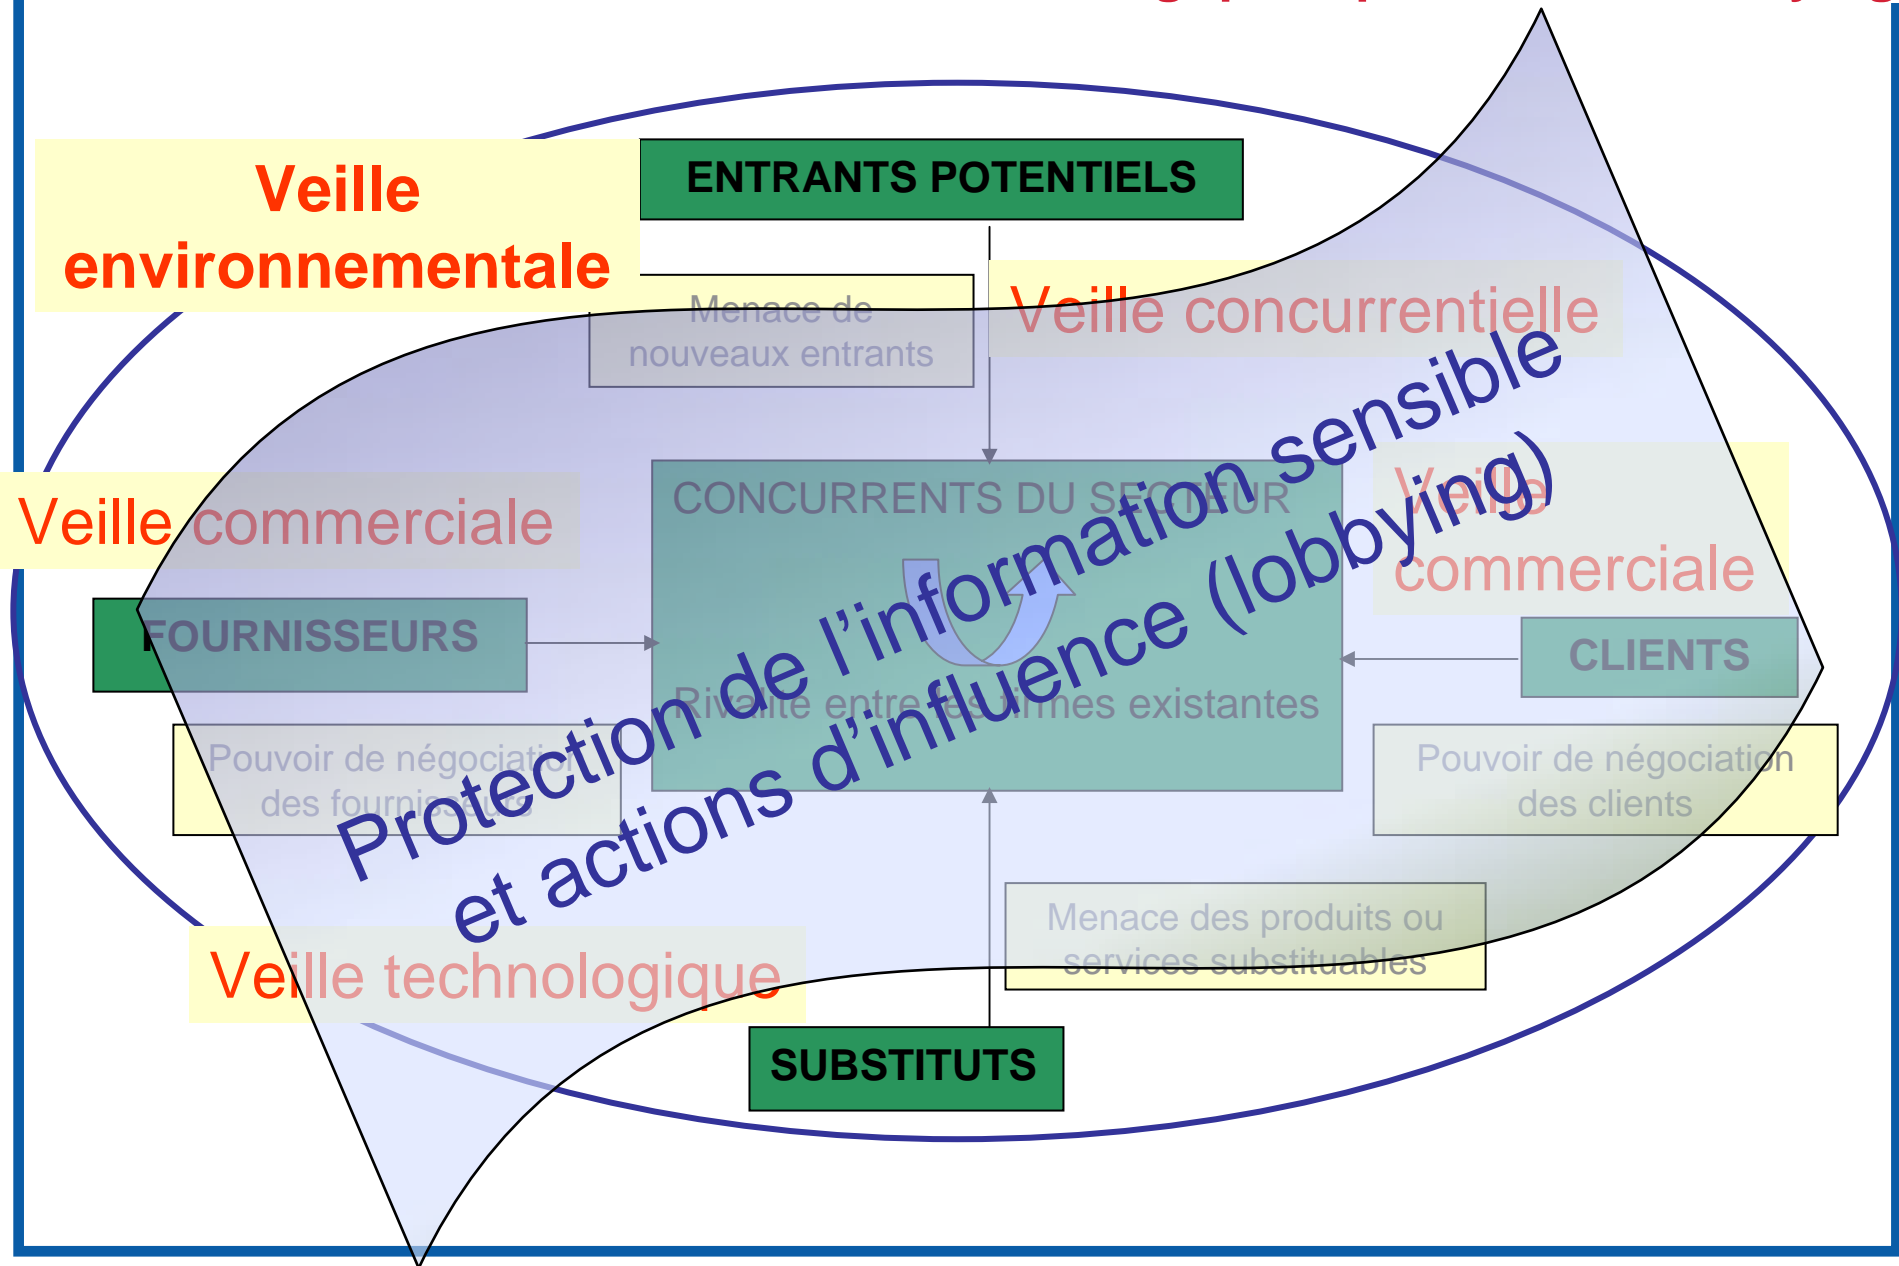 ENTRANTS POTENTIELS
Veille
environnementale
Menace de
nouveaux entrants
Veille concurrentielle
Veille commerciale
CONCURRENTS DU SECTEUR
Rivalité entre les firmes existantes
Veille
commerciale
FOURNISSEURS
CLIENTS
Pouvoir de négociation
des fournisseurs
Pouvoir de négociation
des clients
Protection de l’information sensible
et actions d’influence (lobbying)
Menace des produits ou
services substituables
Veille technologique
SUBSTITUTS